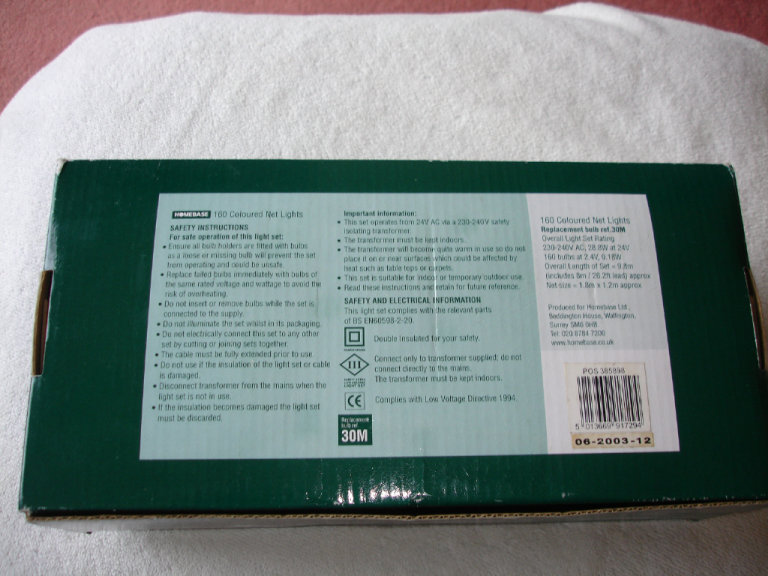 HOMEBASE 160 Coloured Net Lights
SAFETY INSTRUCTIONS
For safe operation of this light set:
• Ensure all bulb holders are fitted with bulbs
as a loose or missing bulb will prevent the set
from operating and could be unsafe.
• Replace failed bulbs immediately with bulbs of
the same rated voltage and wattage to avoid the
risk of overheating.
• Do not insert or remove bulbs while the set is
connected to the supply.
• Do not illuminate the set whilst in its packaging.
• Do not electrically connect this set to any other
set by cutting or joining sets together.
• The cable must be fully extended prior to use.
• Do not use if the insulation of the light set or cable
is damaged.
• Disconnect transformer from the mains when the
light set is not in use.
• If the insulation becomes damaged the light set
must be discarded.
Important information:
• This set operates from 24V AC via a 230-240V safety
isolating transformer.
• The transformer must be kept indoors.
• The transformer will become quite warm in use so do not
place it on or near surfaces which could be affected by
heat such as table tops or carpets.
• This set is suitable for indoor or temporary outdoor use.
• Read these instructions and retain for future reference.
SAFETY AND ELECTRICAL INFORMATION
This light set complies with the relevant parts
of BS EN60598-2-20.
Double insulated for your safety.
III
Connect only to transformer supplied; do not
connect directly to the mains.
The transformer must be kept indoors.
CE
Complies with Low Voltage Directive 1994.
Replacement
bulb ref.
30M
160 Coloured Net Lights
Replacement bulb ref. 30M
Overall Light Set Rating
230-240V AC, 28.8W at 24V
160 bulbs at 2.4V, 0.18W
Overall Length of Set = 9.8m
(includes 8m / 26.2ft lead) approx
Net size = 1.8m x 1.2m approx
Produced for Homebase Ltd.,
Beddington House, Wallington,
Surrey SM6 0HB
Tel: 020 8784 7200
www.homebase.co.uk
POS 385898
5 013669 917294
06-2003-12